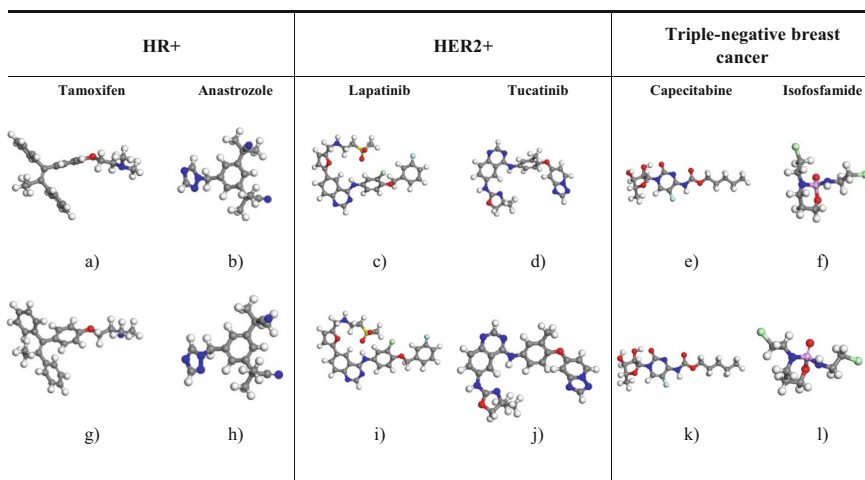 HR+ HER2+ Triple-negative breast
cancer
Tamoxifen Anastrozole Lapatinib Tucatinib Capecitabine Isofosfamide
a) b) c) d) e) f)
g) h) i) j) k) l)